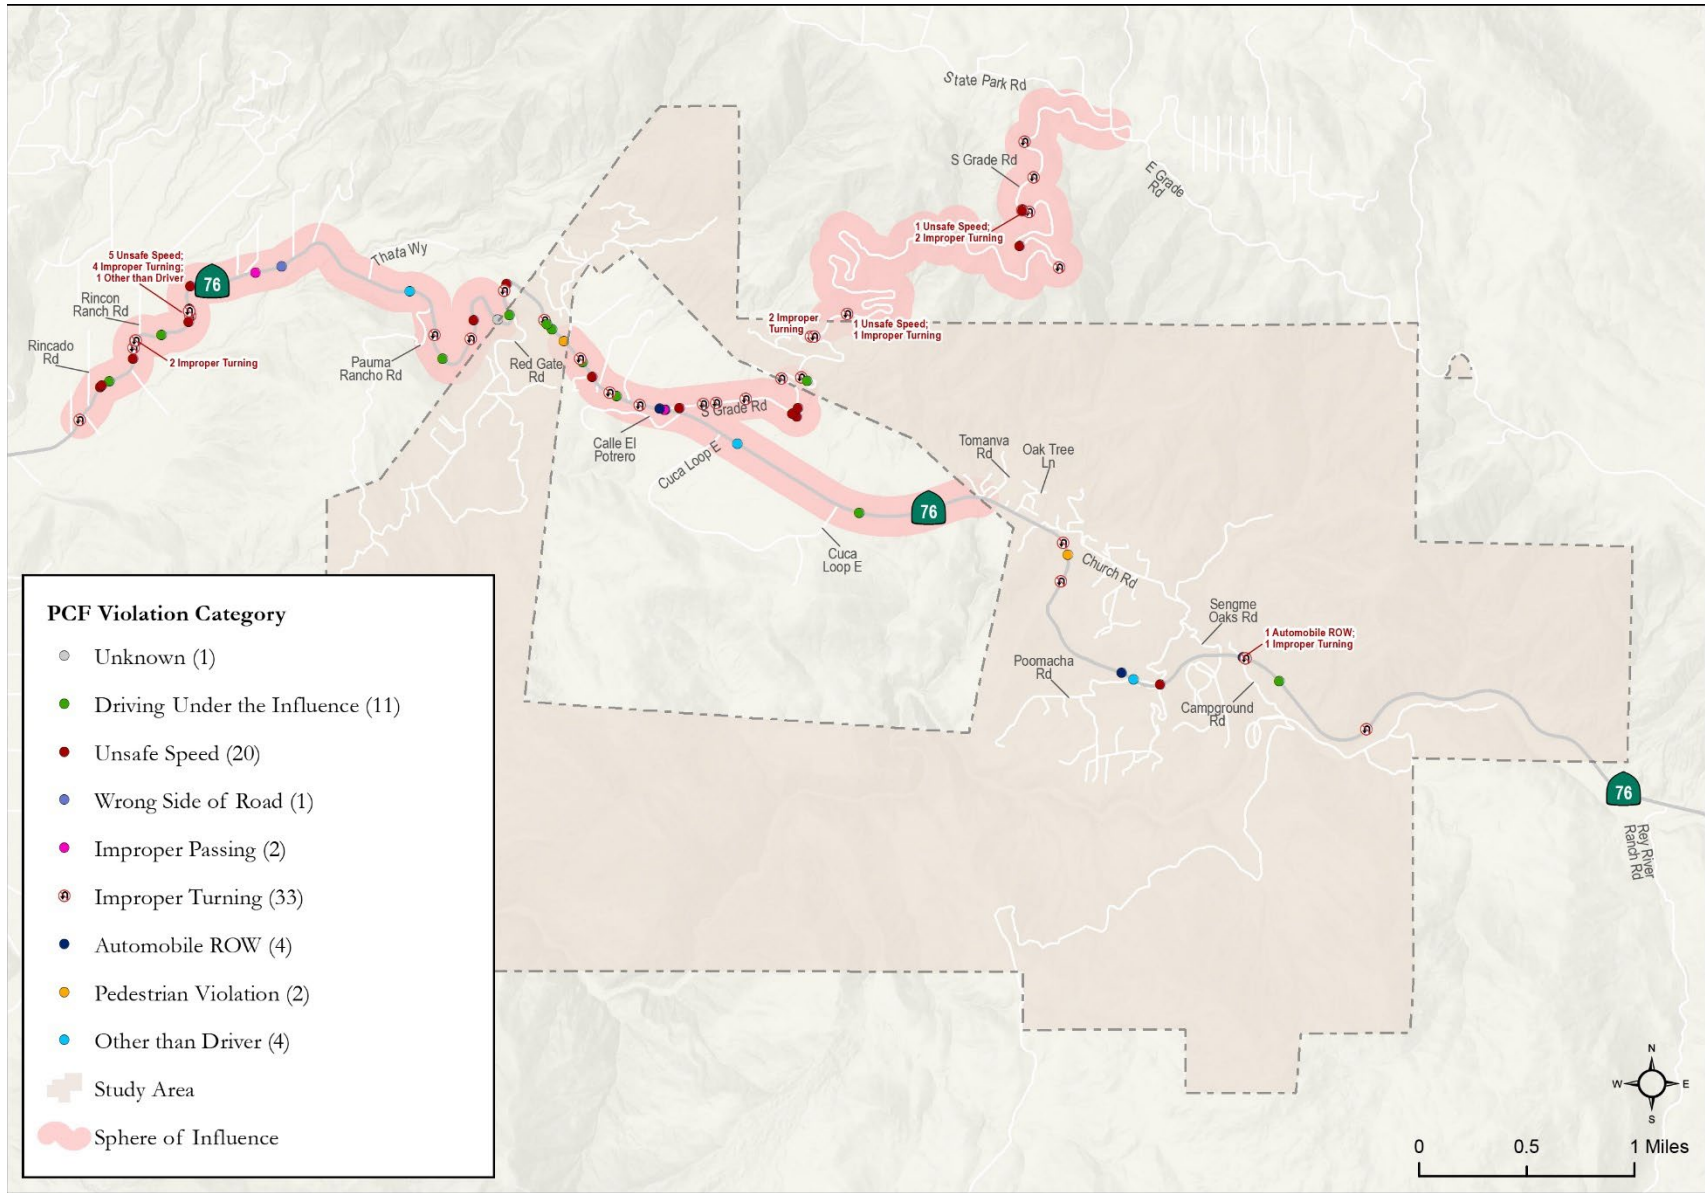 State Park Rd
S Grade Rd
E Grade
Rd
1 Unsafe Speed;
2 Improper Turning
Thata Wy
5 Unsafe Speed;
4 Improper Turning;
1 Other than Driver
76
Rincon
Ranch Rd
Rincado
Rd
2 Improper Turning
Pauma
Rancho Rd
Red Gate
Rd
2 Improper
Turning
1 Unsafe Speed;
1 Improper Turning
S Grade Rd
Calle El
Potrero
Cuca Loop E
Tomanva
Rd
Oak Tree
Ln
76
Cuca
Loop E
Church Rd
Sengme
Oaks Rd
1 Automobile ROW;
1 Improper Turning
Poomacha
Rd
Campground
Rd
76
Rey River
Ranch Rd
PCF Violation Category
Unknown (1)
Driving Under the Influence (11)
Unsafe Speed (20)
Wrong Side of Road (1)
Improper Passing (2)
Improper Turning (33)
Automobile ROW (4)
Pedestrian Violation (2)
Other than Driver (4)
Study Area
Sphere of Influence
N
W E
S
0 0.5 1 Miles